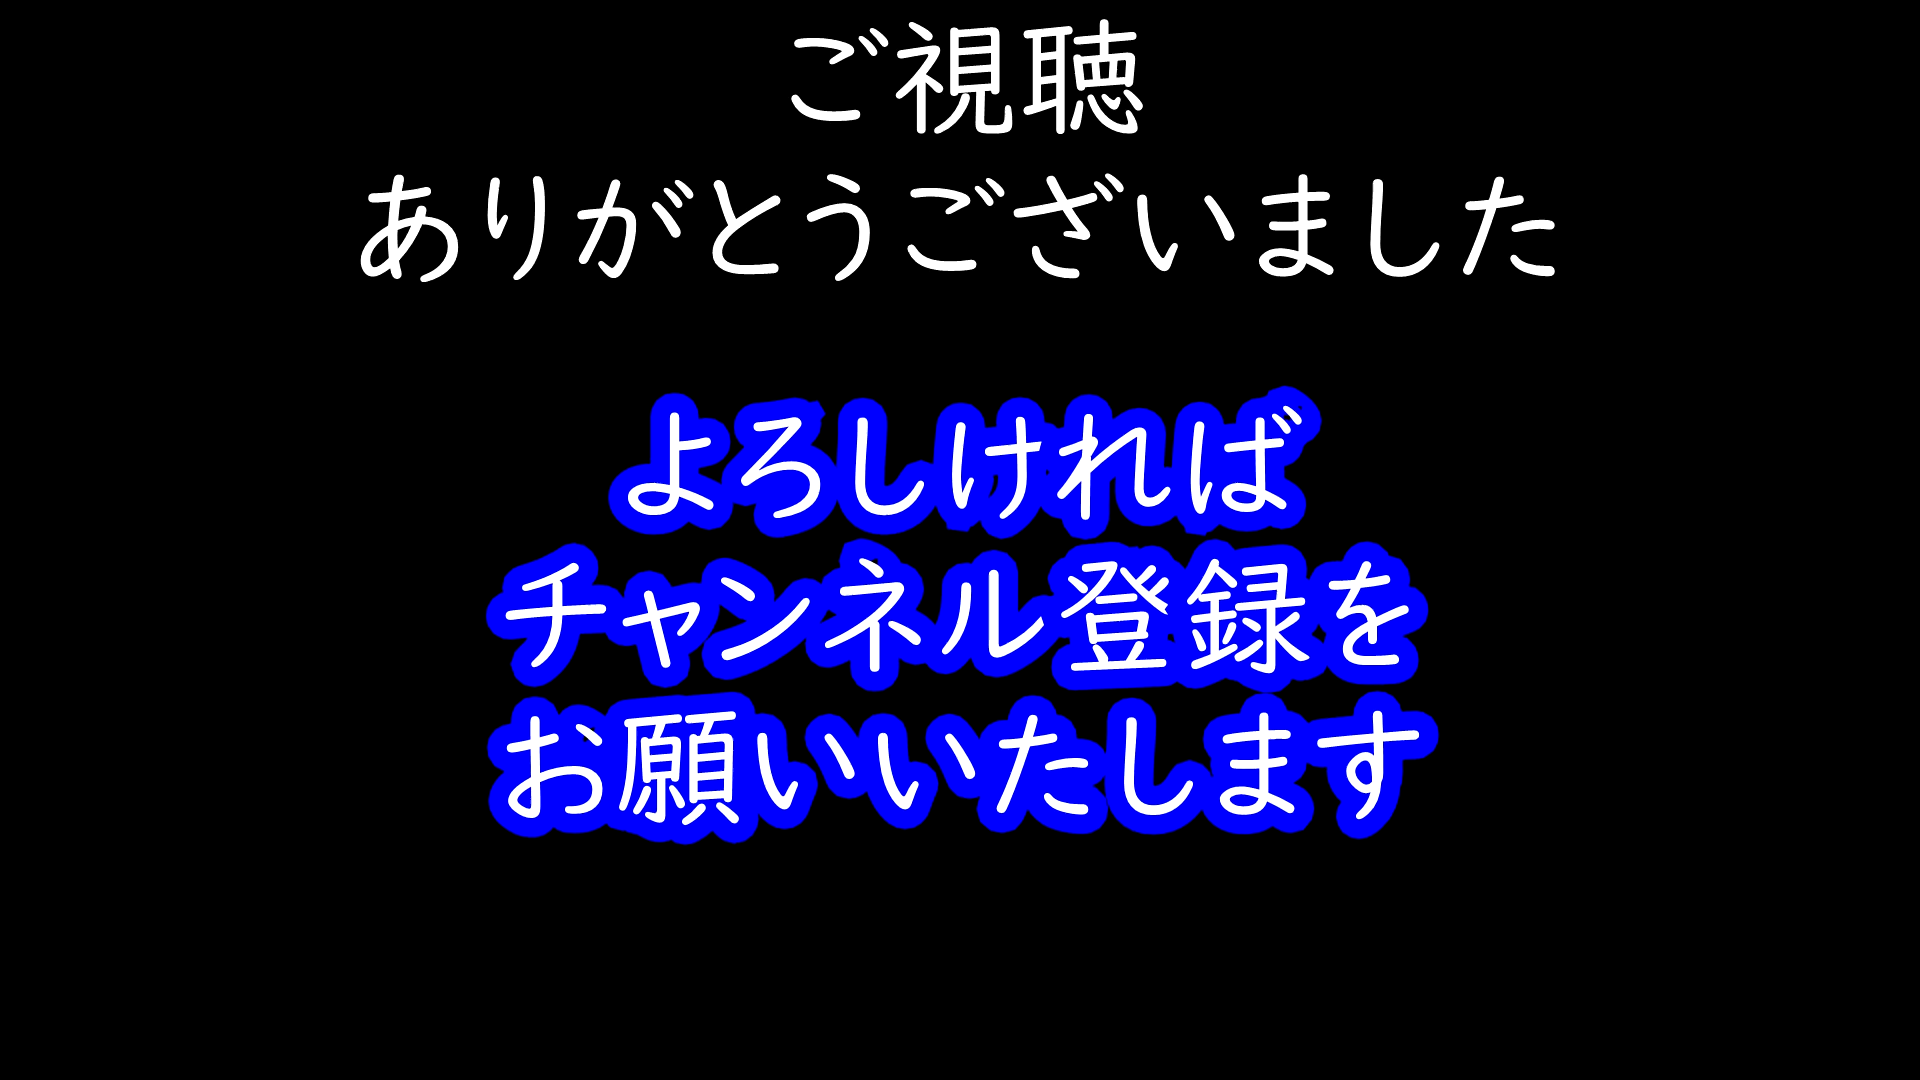 ご視聴
ありがとうございました
よろしければ
チャンネル登録を
お願いいたします